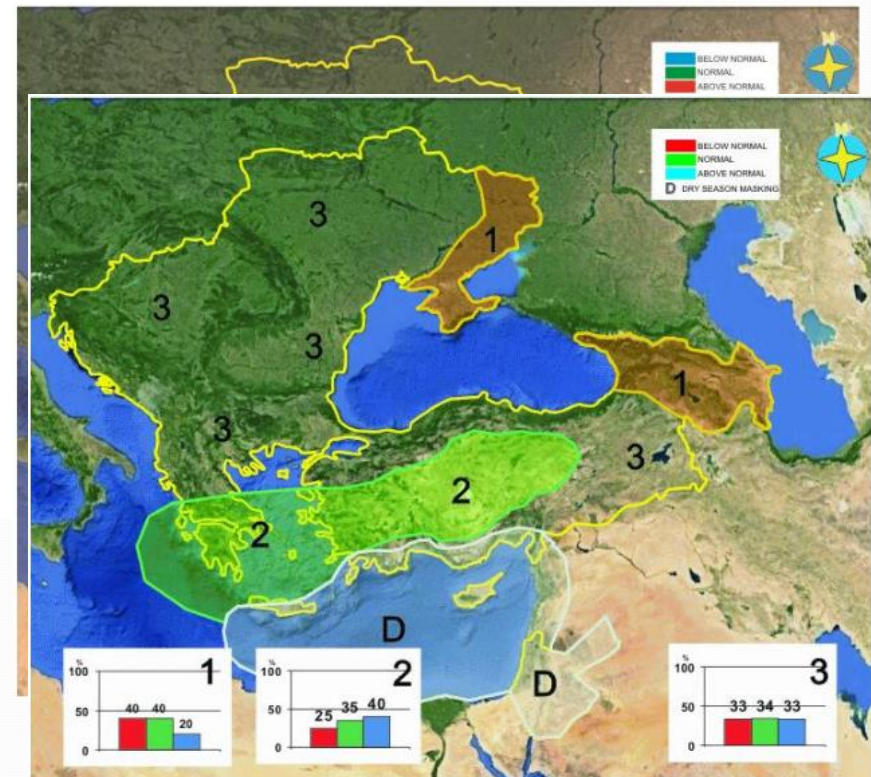 N
BELOW NORMAL
NORMAL
ABOVE NORMAL
N
BELOW NORMAL
NORMAL
ABOVE NORMAL
D DRY SEASON MASKING
3
1
3
3
1
3
3
2
2
D
D
%
100
50
0
40 40 20
1
%
100
50
0
25 35 40
2
%
100
50
0
33 34 33
3